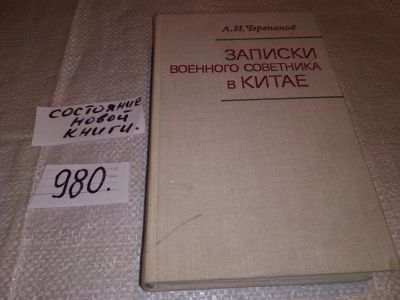 А.И.Черепанов
ЗАПИСКИ
ВОЕННОГО СОВЕТНИКА
В КИТАЕ
состояние
новой
книги.
980.